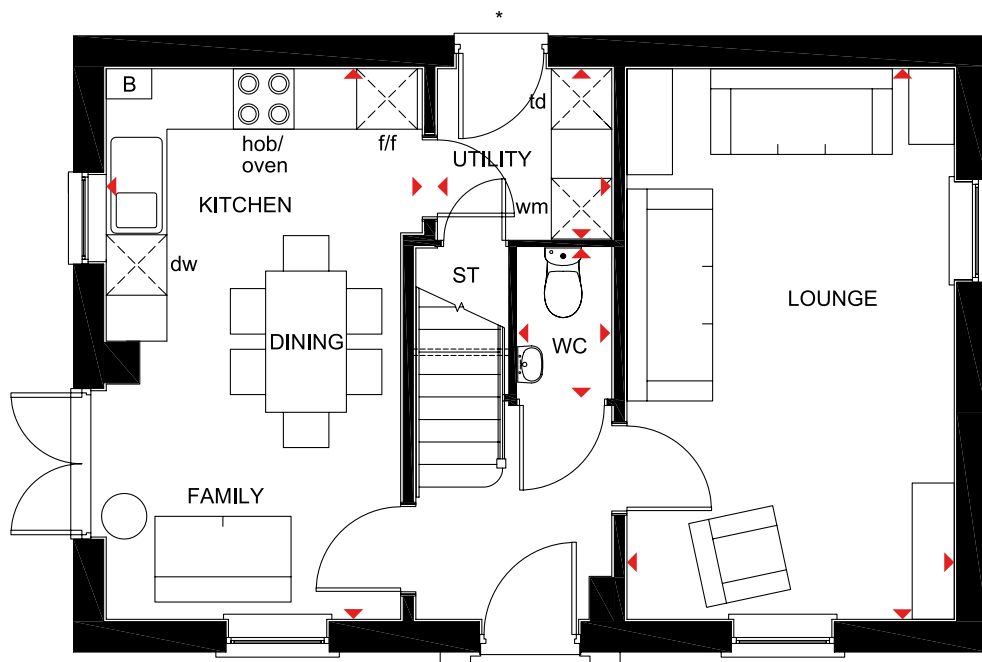 *
B
td
hob/
oven
f/f
UTILITY
KITCHEN
wm
dw
ST
LOUNGE
DINING
WC
FAMILY